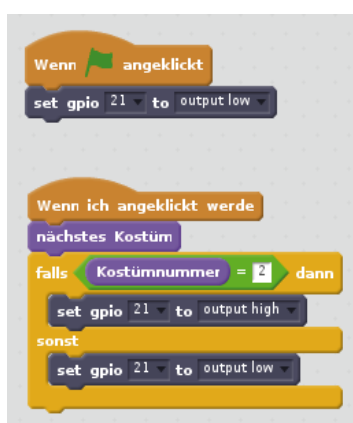 Wenn angeklickt
set gpio 21 to output low
Wenn ich angeklickt werde
nächstes Kostüm
falls Kostümnummer = 2 dann
set gpio 21 to output high
sonst
set gpio 21 to output low